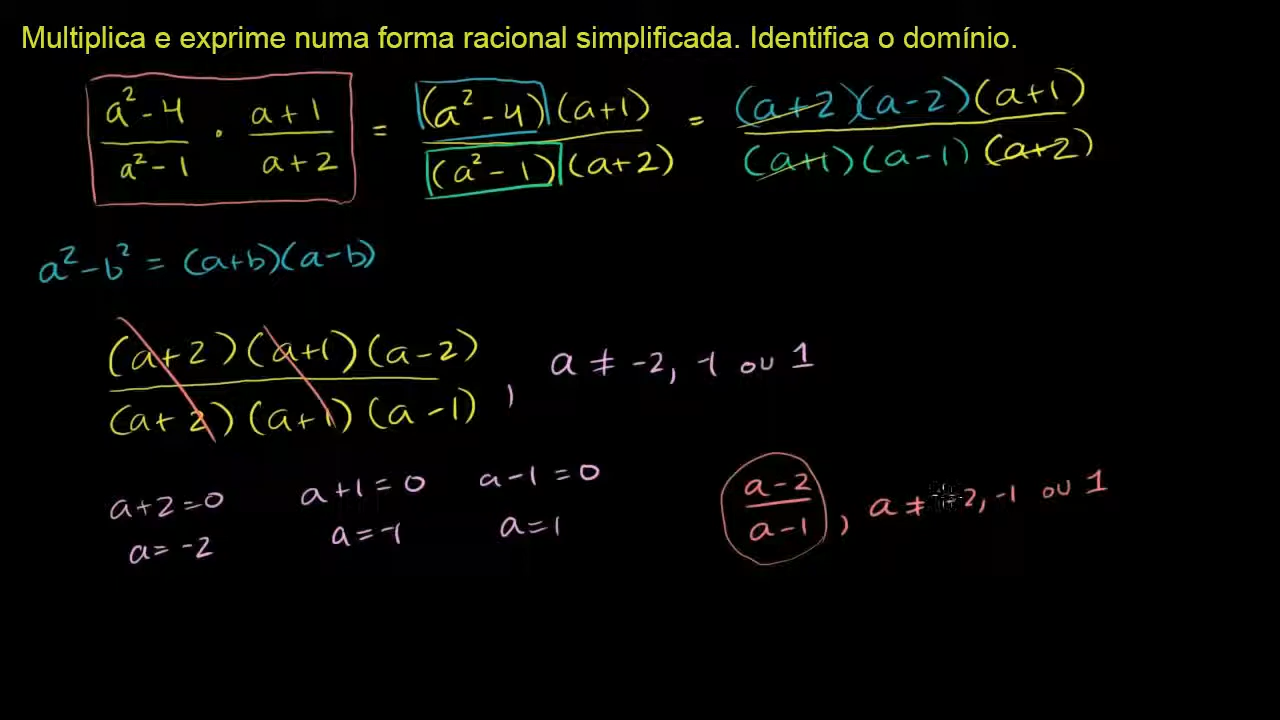 Multiplica e exprime numa forma racional simplificada. Identifica o domínio.
a²-4/a²-1 · a+1/a+2 = (a²-4)(a+1)/(a²-1)(a+2) = (a+2)(a-2)(a+1)/(a+1)(a-1)(a+2)
a²-b² = (a+b)(a-b)
(a+2)(a+1)(a-2)/(a+2)(a+1)(a-1), a ≠ -2, -1 ou 1
a+2=0 a+1=0 a-1=0
a=-2 a=-1 a=1
a-2/a-1, a ≠ -2, -1 ou 1